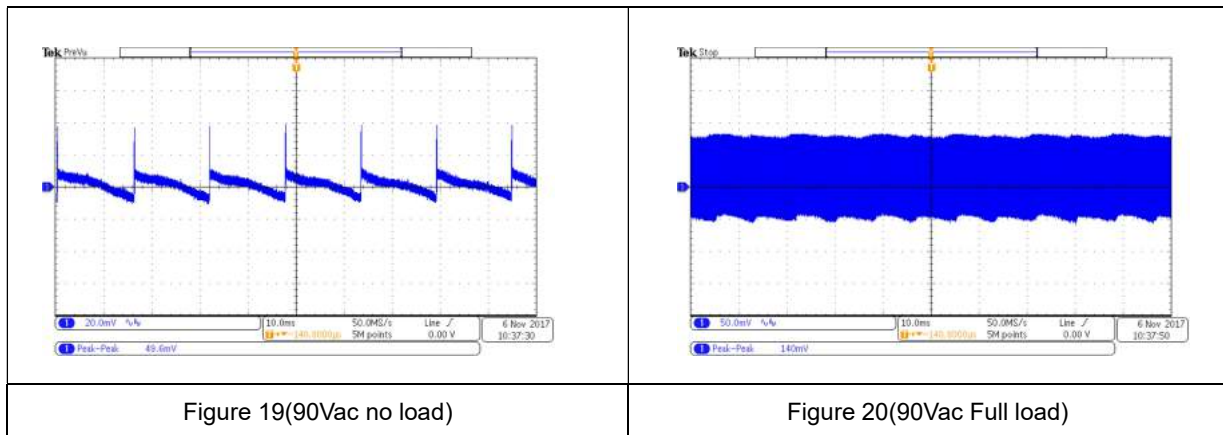 Tek PreVu
20.0mV
10.0ms 50.0MS/s Line
5M points 0.00 V
6 Nov 2017
10:37:30
1 Peak-Peak 49.6mV
Figure 19(90Vac no load)
Tek Stop
50.0mV
10.0ms 50.0MS/s Line
5M points 0.00 V
6 Nov 2017
10:37:50
1 Peak-Peak 140mV
Figure 20(90Vac Full load)